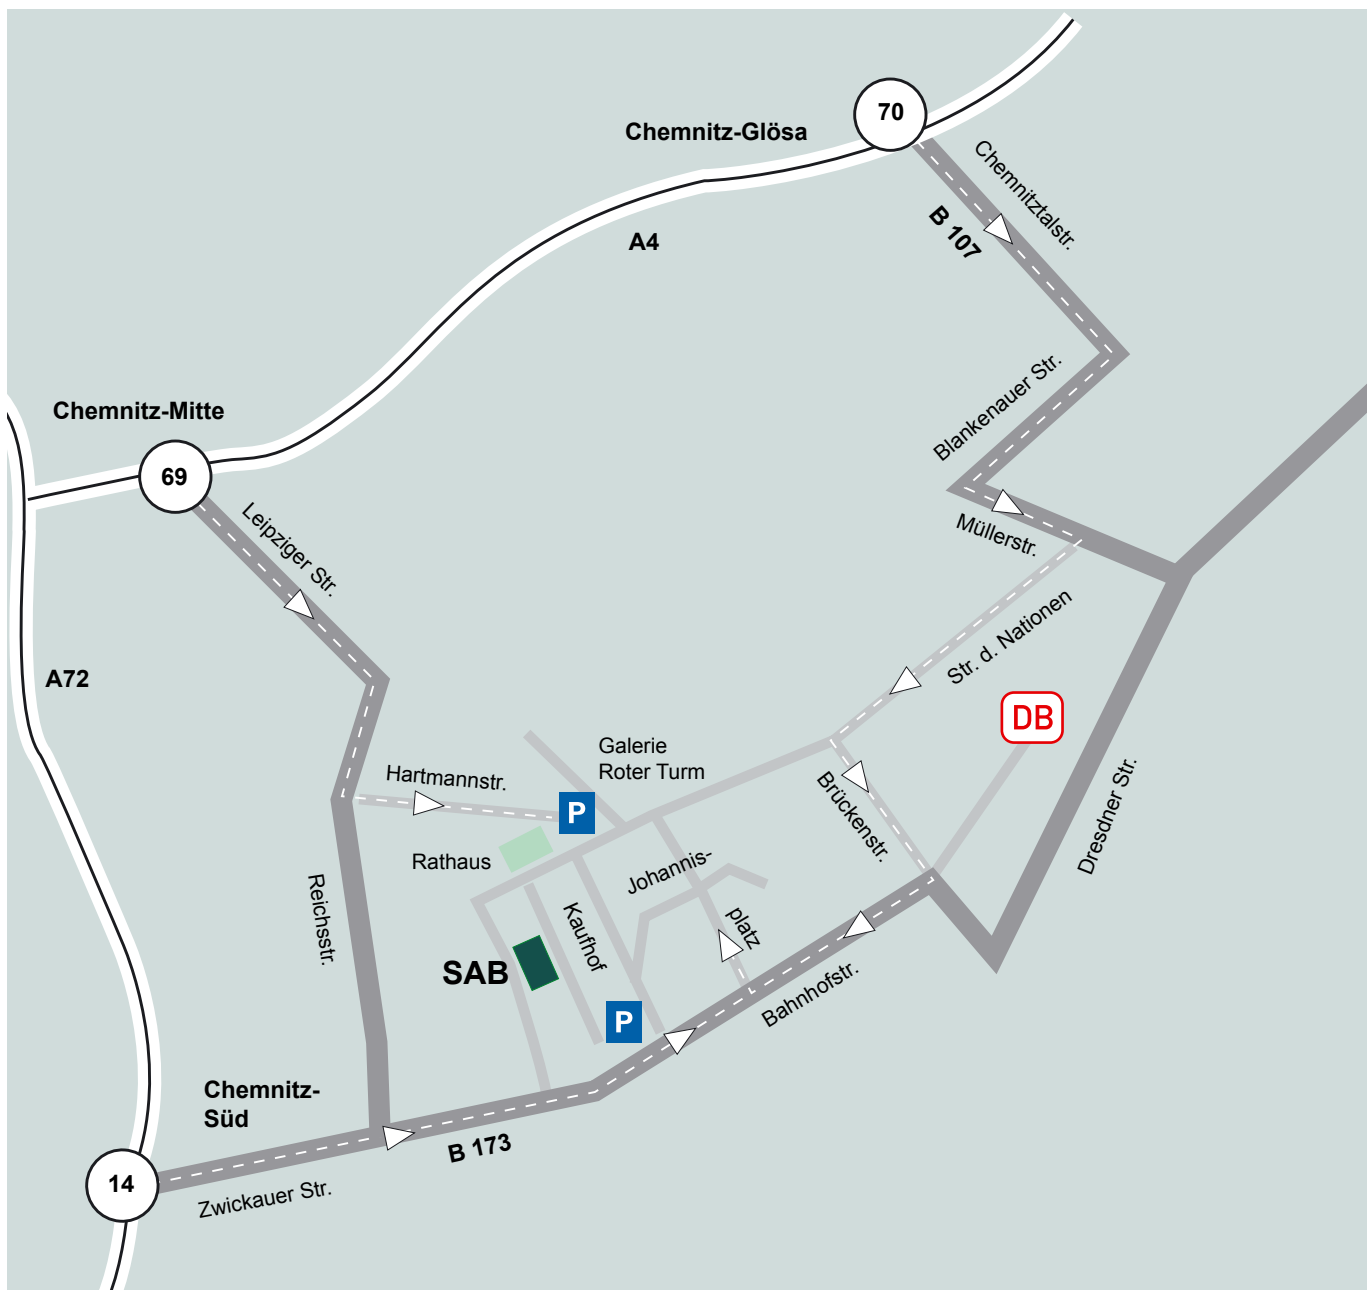 70
Chemnitz-Glösa
Chemnitztalstr.
B 107
A4
Blankenauer Str.
Chemnitz-Mitte
69
Leipziger Str.
Müllerstr.
Str. d. Nationen
A72
DB
Galerie
Roter Turm
Hartmannstr.
P
Brückenstr.
Dresdner Str.
Rathaus
Johannis-
platz
Reichsstr.
Kaufhof
SAB
P
Bahnhofstr.
Chemnitz-
Süd
B 173
14
Zwickauer Str.